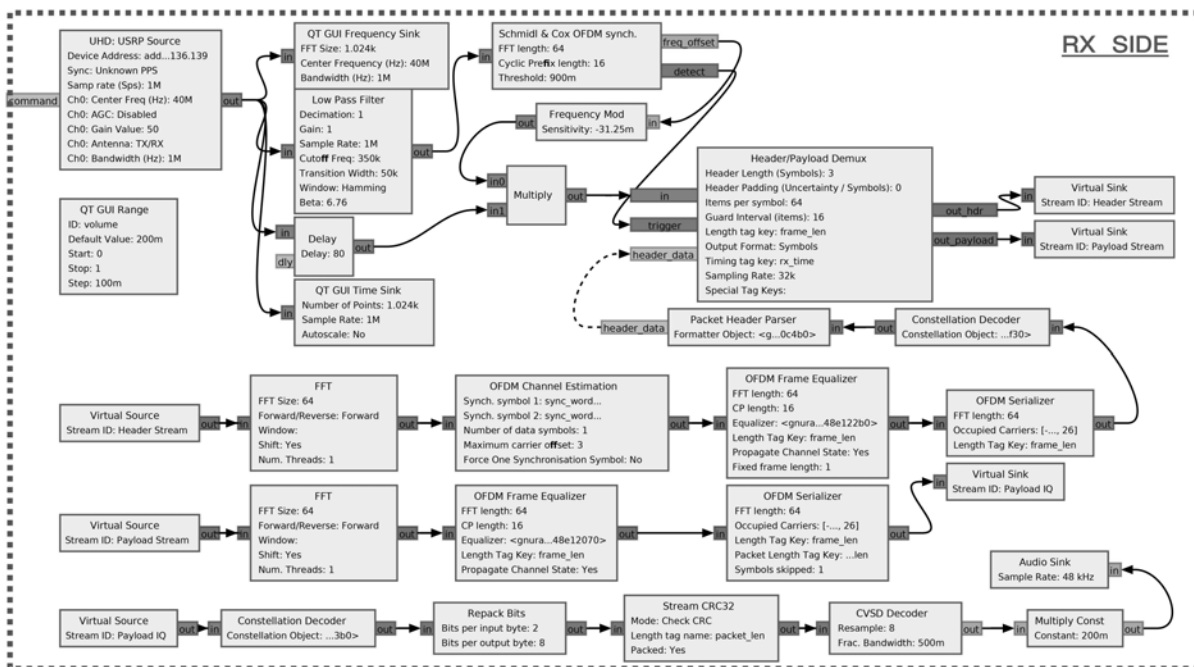 RX SIDE
UHD: USRP Source
Device Address: add...136.139
Sync: Unknown PPS
Samp rate (Sps): 1M
Ch0: Center Freq (Hz): 40M
Ch0: AGC: Disabled
Ch0: Gain Value: 50
Ch0: Antenna: TX/RX
Ch0: Bandwidth (Hz): 1M
command
out
QT GUI Frequency Sink
FFT Size: 1.024k
Center Frequency (Hz): 40M
Bandwidth (Hz): 1M
in
Low Pass Filter
Decimation: 1
Gain: 1
Sample Rate: 1M
Cutoff Freq: 350k
Transition Width: 50k
Window: Hamming
Beta: 6.76
in
out
Schmidl & Cox OFDM synch.
FFT length: 64
Cyclic Prefix length: 16
Threshold: 900m
in
freq_offset
detect
Frequency Mod
Sensitivity: -31.25m
out
in
QT GUI Range
ID: volume
Default Value: 200m
Start: 0
Stop: 1
Step: 100m
in
Delay
Delay: 80
dly
out
in0
in1
Multiply
out
QT GUI Time Sink
Number of Points: 1.024k
Sample Rate: 1M
Autoscale: No
in
Header/Payload Demux
Header Length (Symbols): 3
Header Padding (Uncertainty / Symbols): 0
Items per symbol: 64
Guard Interval (items): 16
Length tag key: frame_len
Output Format: Symbols
Timing tag key: rx_time
Sampling Rate: 32k
Special Tag Keys:
in
trigger
header_data
out_hdr
out_payload
in
Virtual Sink
Stream ID: Header Stream
in
Virtual Sink
Stream ID: Payload Stream
header_data
Packet Header Parser
Formatter Object: <g...0c4b0>
in
out
Constellation Decoder
Constellation Object: ...f30>
in
Virtual Source
Stream ID: Header Stream
out
in
FFT
FFT Size: 64
Forward/Reverse: Forward
Window:
Shift: Yes
Num. Threads: 1
out
in
OFDM Channel Estimation
Synch. symbol 1: sync_word...
Synch. symbol 2: sync_word...
Number of data symbols: 1
Maximum carrier offset: 3
Force One Synchronisation Symbol: No
out
in
OFDM Frame Equalizer
FFT length: 64
CP length: 16
Equalizer: <gnura...48e122b0>
Length Tag Key: frame_len
Propagate Channel State: Yes
Fixed frame length: 1
out
in
OFDM Serializer
FFT length: 64
Occupied Carriers: [-..., 26]
Length Tag Key: frame_len
out
Virtual Source
Stream ID: Payload Stream
out
in
FFT
FFT Size: 64
Forward/Reverse: Forward
Window:
Shift: Yes
Num. Threads: 1
out
in
OFDM Frame Equalizer
FFT length: 64
CP length: 16
Equalizer: <gnura...48e12070>
Length Tag Key: frame_len
Propagate Channel State: Yes
out
in
OFDM Serializer
FFT length: 64
Occupied Carriers: [-..., 26]
Length Tag Key: frame_len
Packet Length Tag Key: ...len
Symbols skipped: 1
out
in
Virtual Sink
Stream ID: Payload IQ
Virtual Source
Stream ID: Payload IQ
out
in
Constellation Decoder
Constellation Object: ...3b0>
out
in
Repack Bits
Bits per input byte: 2
Bits per output byte: 8
out
in
Stream CRC32
Mode: Check CRC
Length tag name: packet_len
Packed: Yes
out
in
CVSD Decoder
Resample: 8
Frac. Bandwidth: 500m
out
in
Multiply Const
Constant: 200m
out
Audio Sink
Sample Rate: 48 kHz
in